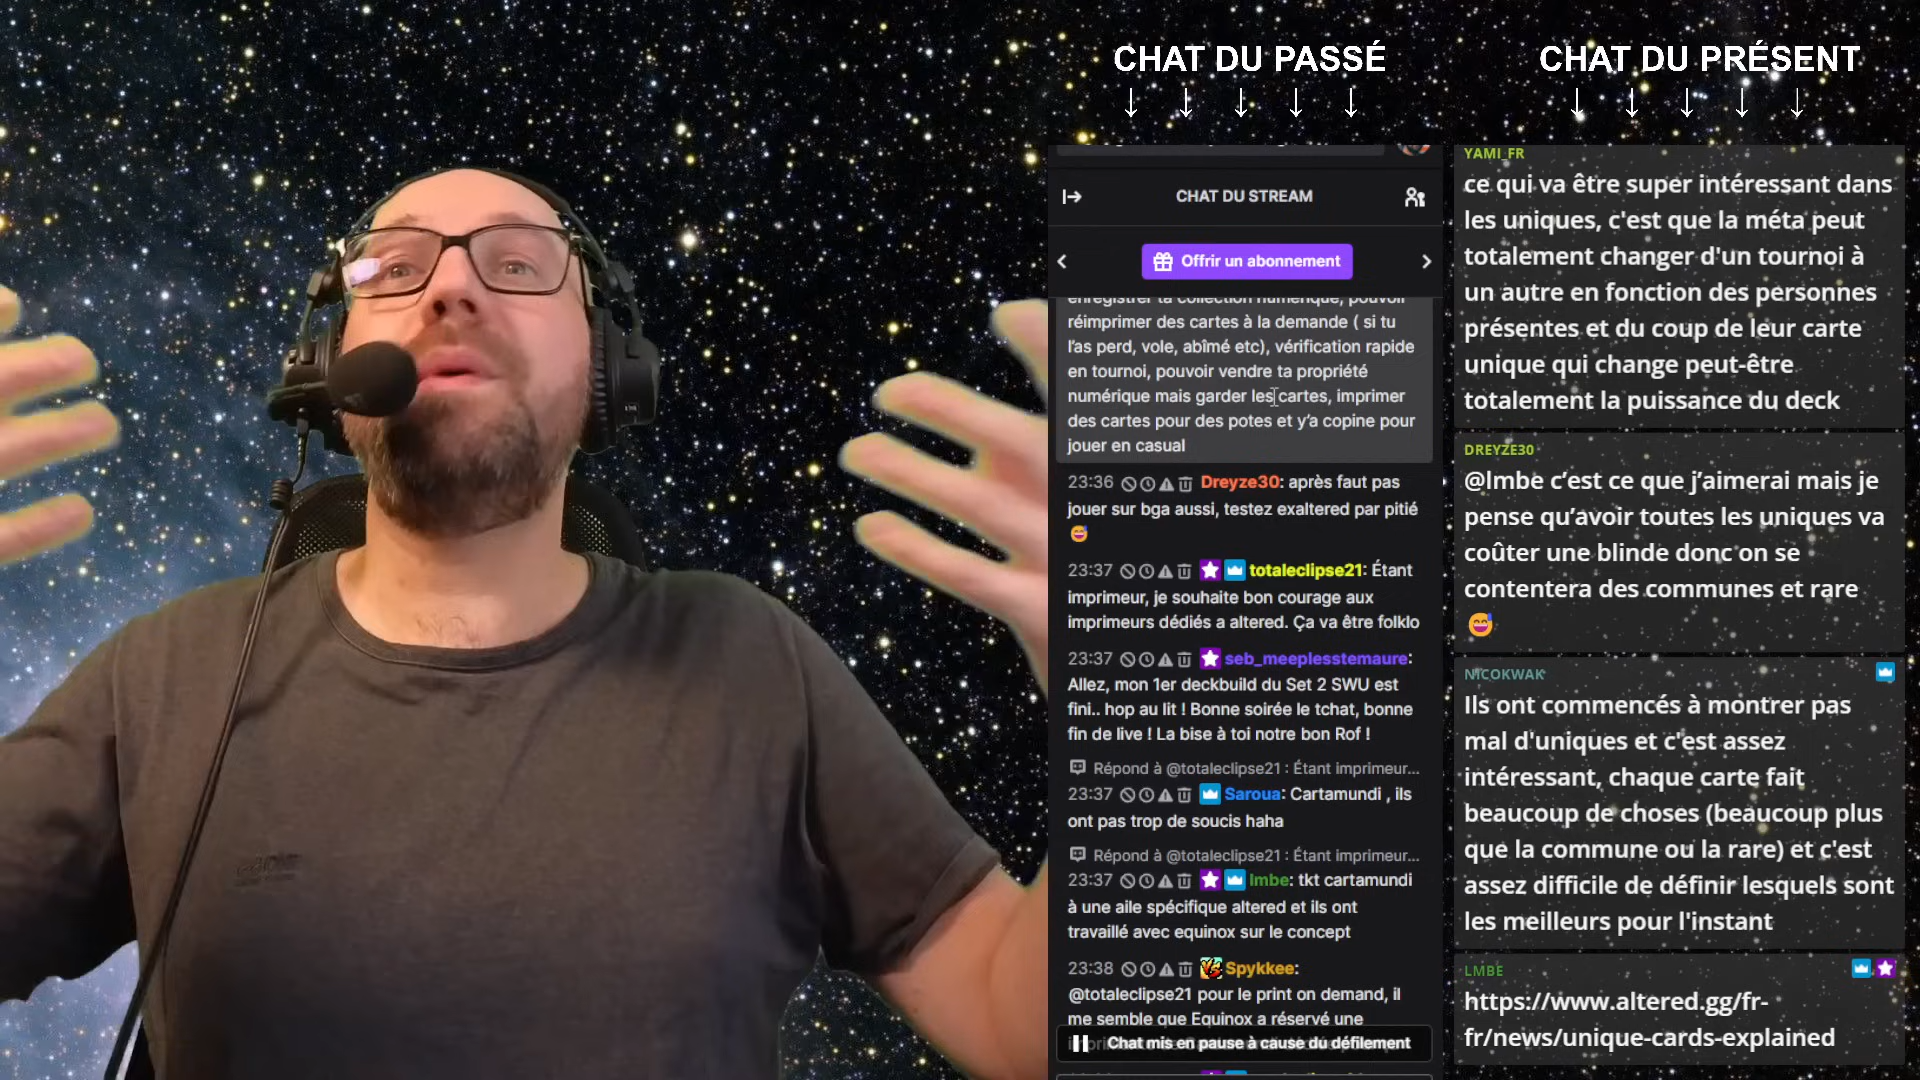 CHAT DU PASSÉ
↓ ↓ ↓ ↓ ↓
CHAT DU STREAM
Offrir un abonnement
enregistrer ta collection numérique, pouvoir
réimprimer des cartes à la demande ( si tu
l'as perd, vole, abîmé etc), vérification rapide
en tournoi, pouvoir vendre ta propriété
numérique mais garder les cartes, imprimer
des cartes pour des potes et y'a copine pour
jouer en casual
23:36 Dreyze30: après faut pas
jouer sur bga aussi, testez exaltered par pitié
😅
23:37 totaleclipse21: Étant
imprimeur, je souhaite bon courage aux
imprimeurs dédiés a altered. Ça va être folklo
23:37 seb_meeplesstemaure:
Allez, mon 1er deckbuild du Set 2 SWU est
fini.. hop au lit ! Bonne soirée le tchat, bonne
fin de live ! La bise à toi notre bon Rof !
Répond à @totaleclipse21 : Étant imprimeur...
23:37 Saroua: Cartamundi , ils
ont pas trop de soucis haha
Répond à @totaleclipse21 : Étant imprimeur...
23:37 lmbe: tkt cartamundi
à une aile spécifique altered et ils ont
travaillé avec equinox sur le concept
23:38 Spykkee:
@totaleclipse21 pour le print on demand, il
me semble que Equinox a réservé une
Chat mis en pause à cause du défilement
CHAT DU PRÉSENT
↓ ↓ ↓ ↓ ↓
YAMI_FR
ce qui va être super intéressant dans
les uniques, c'est que la méta peut
totalement changer d'un tournoi à
un autre en fonction des personnes
présentes et du coup de leur carte
unique qui change peut-être
totalement la puissance du deck
DREYZE30
@lmbe c'est ce que j'aimerai mais je
pense qu'avoir toutes les uniques va
coûter une blinde donc on se
contentera des communes et rare
😅
NICOKWAK
Ils ont commencés à montrer pas
mal d'uniques et c'est assez
intéressant, chaque carte fait
beaucoup de choses (beaucoup plus
que la commune ou la rare) et c'est
assez difficile de définir lesquels sont
les meilleurs pour l'instant
LMBE
https://www.altered.gg/fr-
fr/news/unique-cards-explained